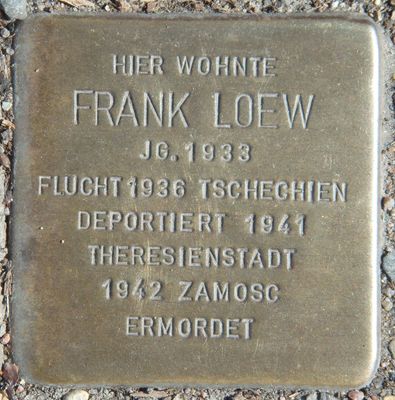 HIER WOHNTE
FRANK LOEW
JG. 1933
FLUCHT 1936 TSCHECHIEN
DEPORTIERT 1941
THERESIENSTADT
1942 ZAMOSC
ERMORDET